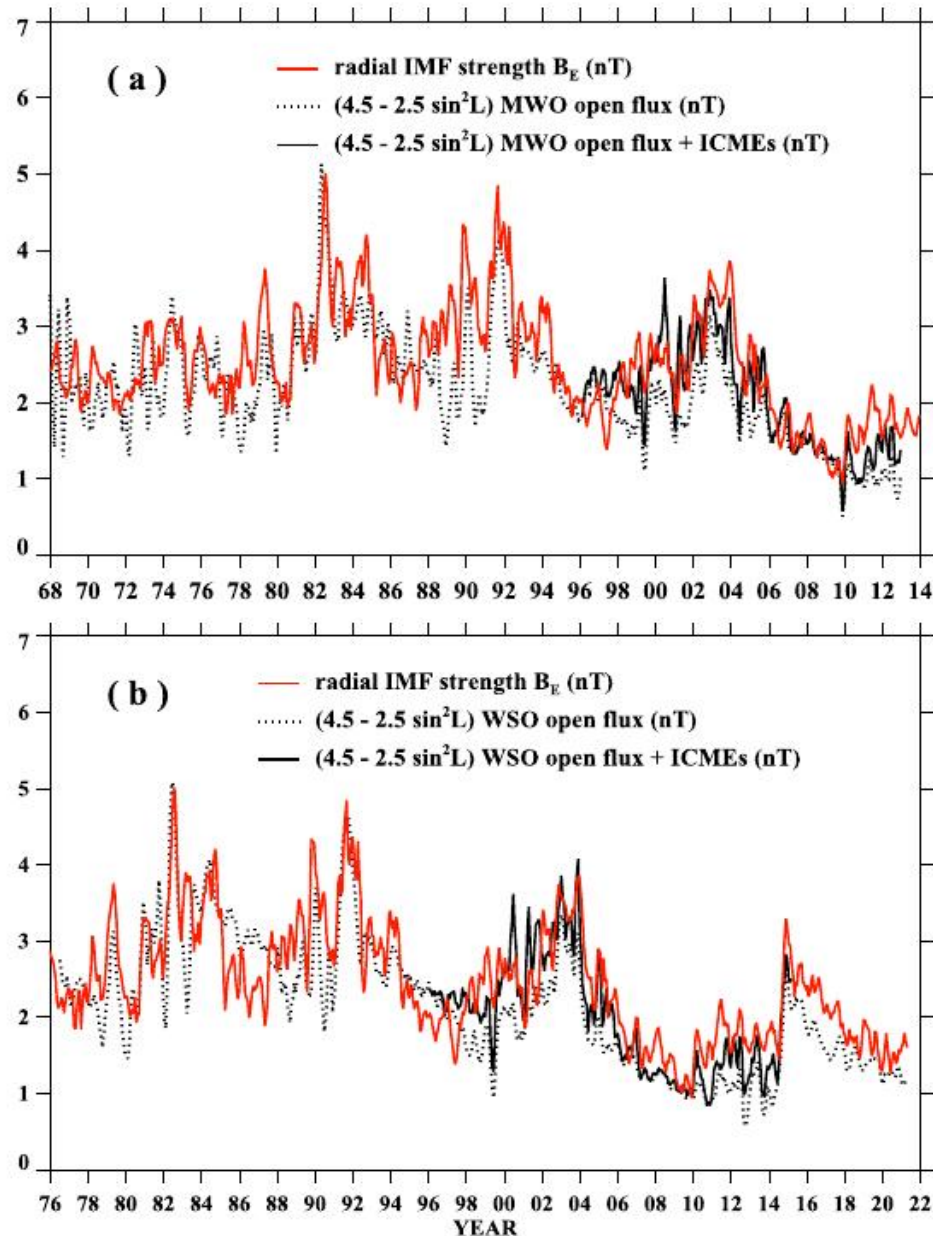 7
6
5
4
3
2
1
0
( a )
radial IMF strength B_E (nT)
(4.5 - 2.5 sin²L) MWO open flux (nT)
(4.5 - 2.5 sin²L) MWO open flux + ICMEs (nT)
68 70 72 74 76 78 80 82 84 86 88 90 92 94 96 98 00 02 04 06 08 10 12 14
7
6
5
4
3
2
1
0
( b )
radial IMF strength B_E (nT)
(4.5 - 2.5 sin²L) WSO open flux (nT)
(4.5 - 2.5 sin²L) WSO open flux + ICMEs (nT)
76 78 80 82 84 86 88 90 92 94 96 98 00 02 04 06 08 10 12 14 16 18 20 22
YEAR